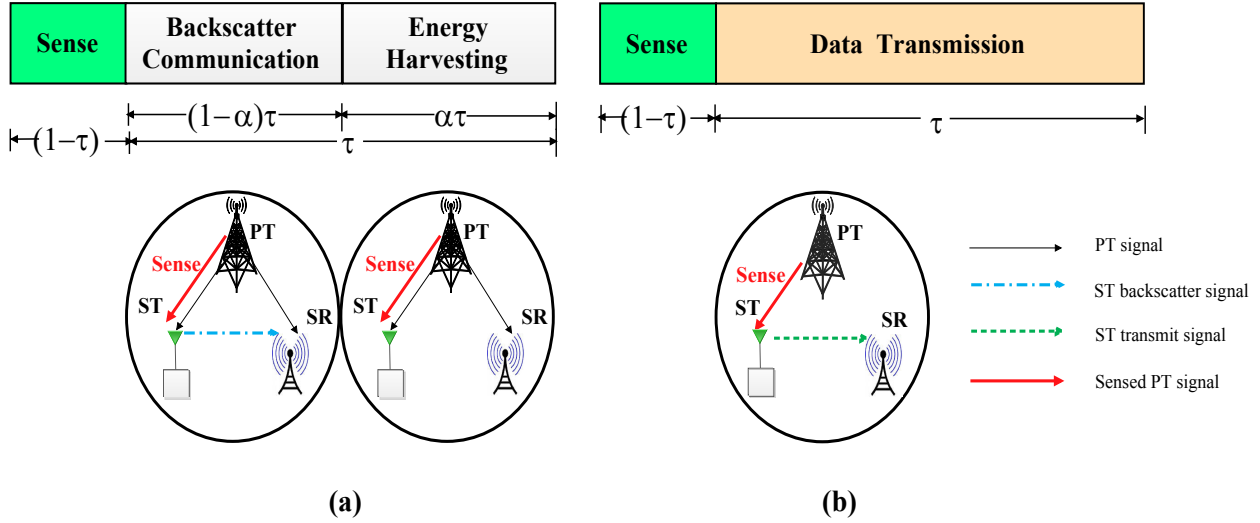 Sense
Backscatter
Communication
Energy
Harvesting
Sense
Data Transmission
(1−α)τ
ατ
(1−τ)
τ
(1−τ)
τ
PT
Sense
ST
SR
PT
Sense
ST
SR
PT
Sense
ST
SR
PT signal
ST backscatter signal
ST transmit signal
Sensed PT signal
(a)
(b)